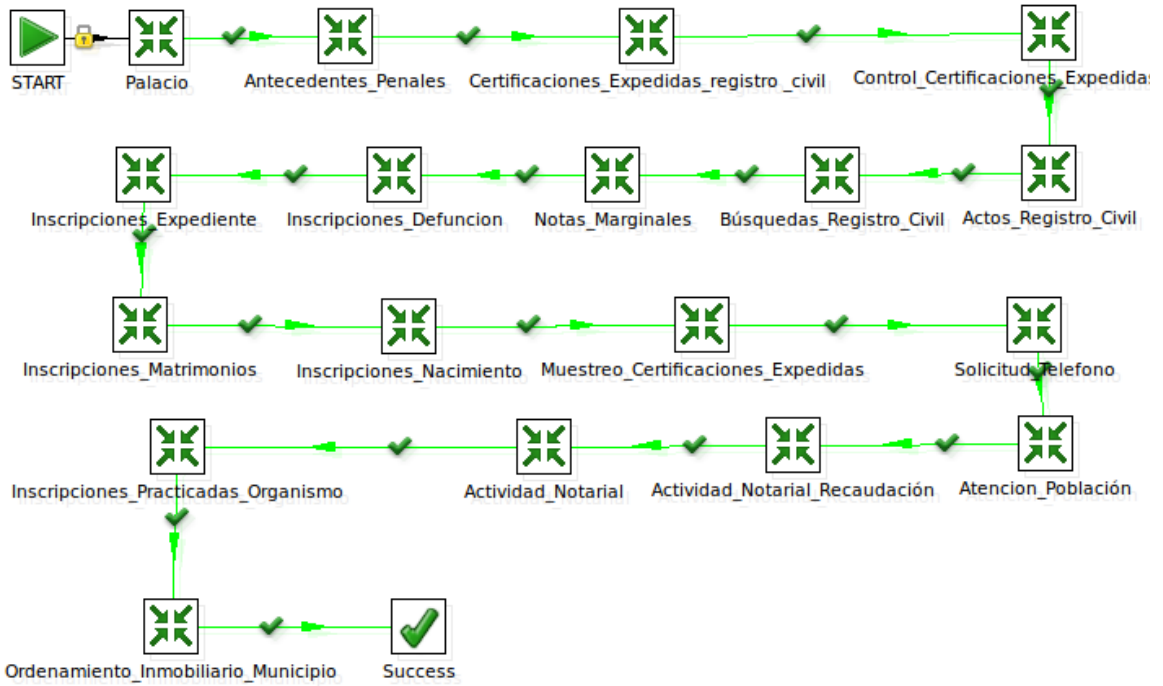 START
Palacio
Antecedentes_Penales
Certificaciones_Expedidas_registro _civil
Control_Certificaciones_Expedidas
Inscripciones_Expediente
Inscripciones_Defuncion
Notas_Marginales
Búsquedas_Registro_Civil
Actos_Registro_Civil
Inscripciones_Matrimonios
Inscripciones_Nacimiento
Muestreo_Certificaciones_Expedidas
Solicitud_Telefono
Inscripciones_Practicadas_Organismo
Actividad_Notarial
Actividad_Notarial_Recaudación
Atencion_Población
Ordenamiento_Inmobiliario_Municipio
Success